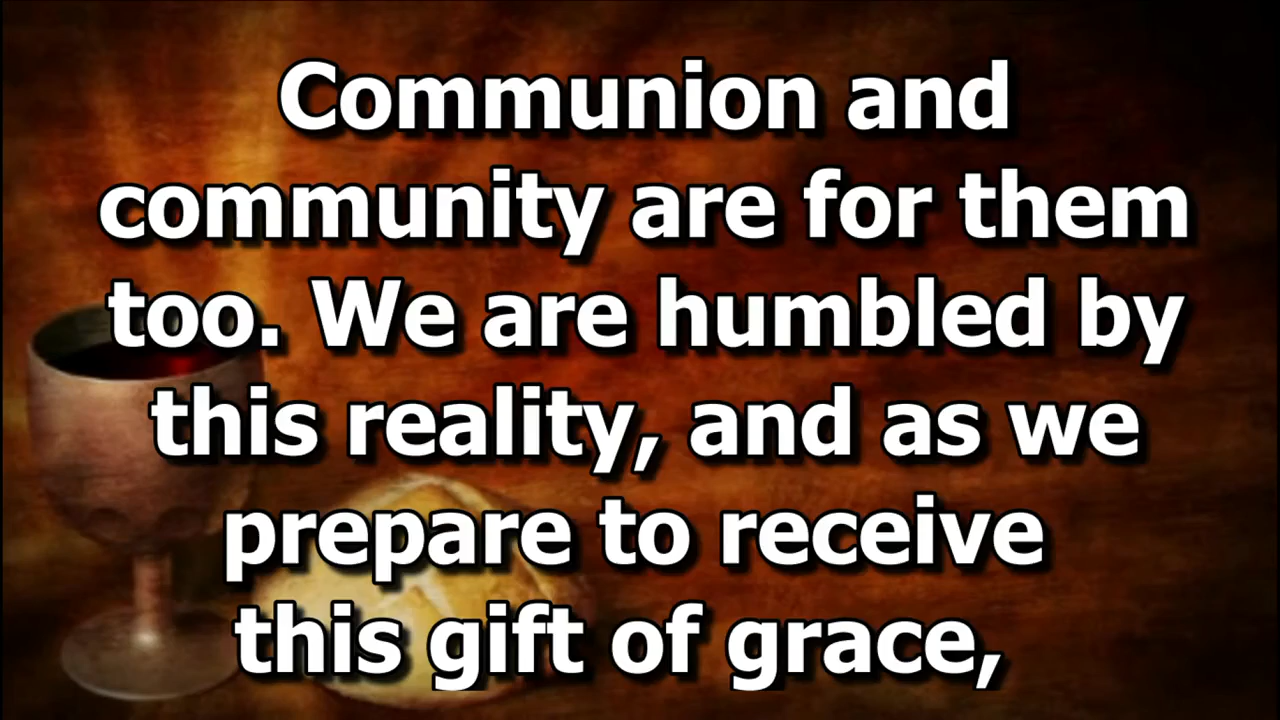 Communion and
community are for them
too. We are humbled by
this reality, and as we
prepare to receive
this gift of grace,